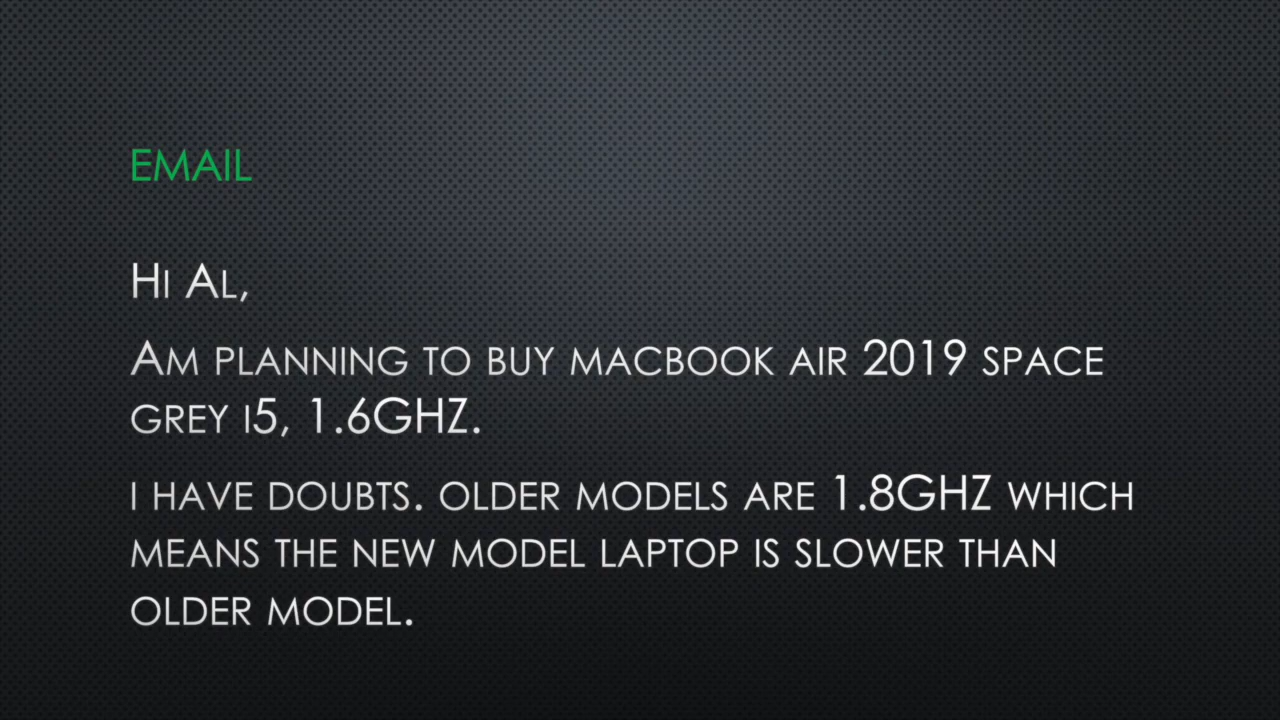 EMAIL
Hi Al,
Am planning to buy macbook air 2019 space
grey i5, 1.6GHZ.
i have doubts. older models are 1.8GHZ which
means the new model laptop is slower than
older model.